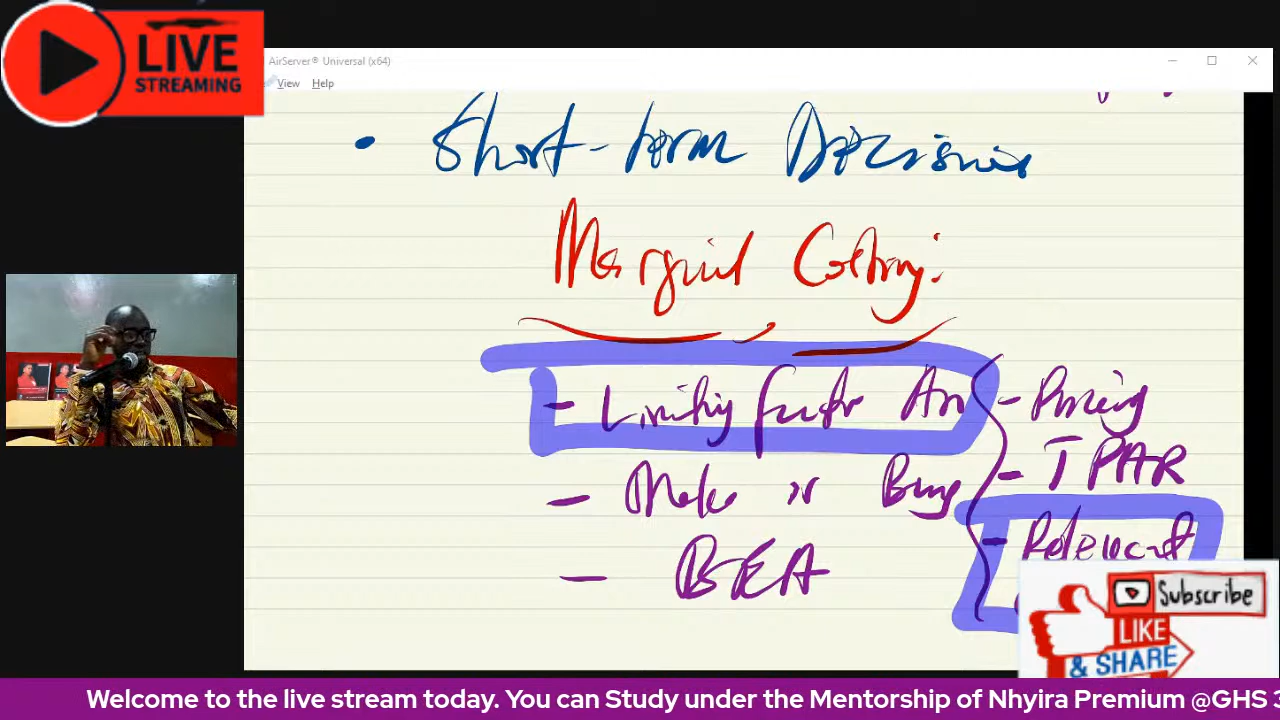 LIVE
STREAMING
AirServer® Universal (x64)
View Help
• Short-term Decisions
Marginal Costing:
- Limiting factor An
- Make or Buy
- BEA
- Pricing
- TPAR
- Relevant
Subscribe
LIKE
& SHARE
Welcome to the live stream today. You can Study under the Mentorship of Nhyira Premium @GHS 3